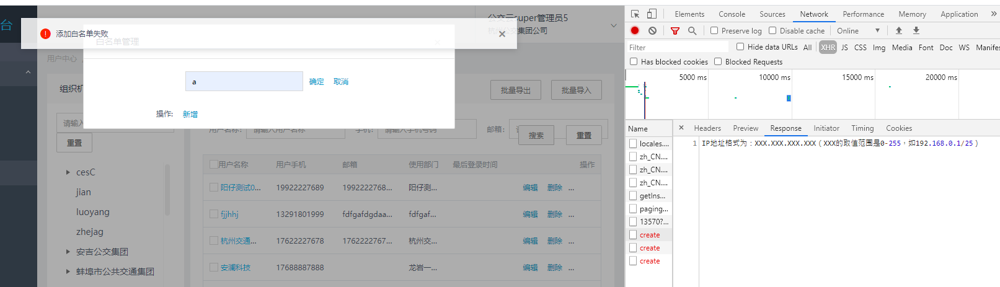 台
添加白名单失败
白名单管理
公交云super管理员5
杭州公交集团公司
用户中心
a
确定
取消
操作:
新增
组织机
批量导出
批量导入
请输入
重置
用户名称:
请输入用户名称
手机:
请输入手机号码
邮箱:
搜索
重置
cesC
jian
luoyang
zhejag
安吉公交集团
蚌埠市公共交通集团
用户名称 用户手机 邮箱 使用部门 最后登录时间 操作
阳仔测试0... 19922227689 1992222768... 阳仔测... 编辑 删除 ...
fjjhhj 13291801999 fdfgafdgdaa... fdfgaf... 编辑 删除 ...
杭州交通... 17622227678 1762222767... 杭州交... 编辑 删除 ...
安澜科技 17688887888 龙岩一... 编辑 删除 ...
Elements Console Sources Network Performance Memory Application »
Preserve log Disable cache Online
Filter Hide data URLs All XHR JS CSS Img Media Font Doc WS Manifes
Has blocked cookies Blocked Requests
5000 ms 10000 ms 15000 ms 20000 ms
Name
Headers Preview Response Initiator Timing Cookies
locales....
zh_CN....
zh_CN....
zh_CN....
getIns...
paging...
13570?...
create
create
create
1 IP地址格式为：XXX.XXX.XXX.XXX（XXX的取值范围是0-255，如192.168.0.1/25）